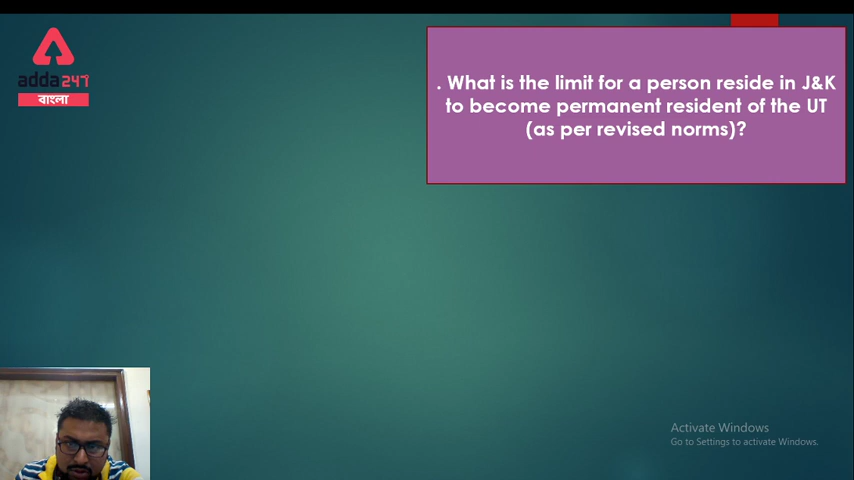 adda247
বাংলা
. What is the limit for a person reside in J&K
to become permanent resident of the UT
(as per revised norms)?
Activate Windows
Go to Settings to activate Windows.